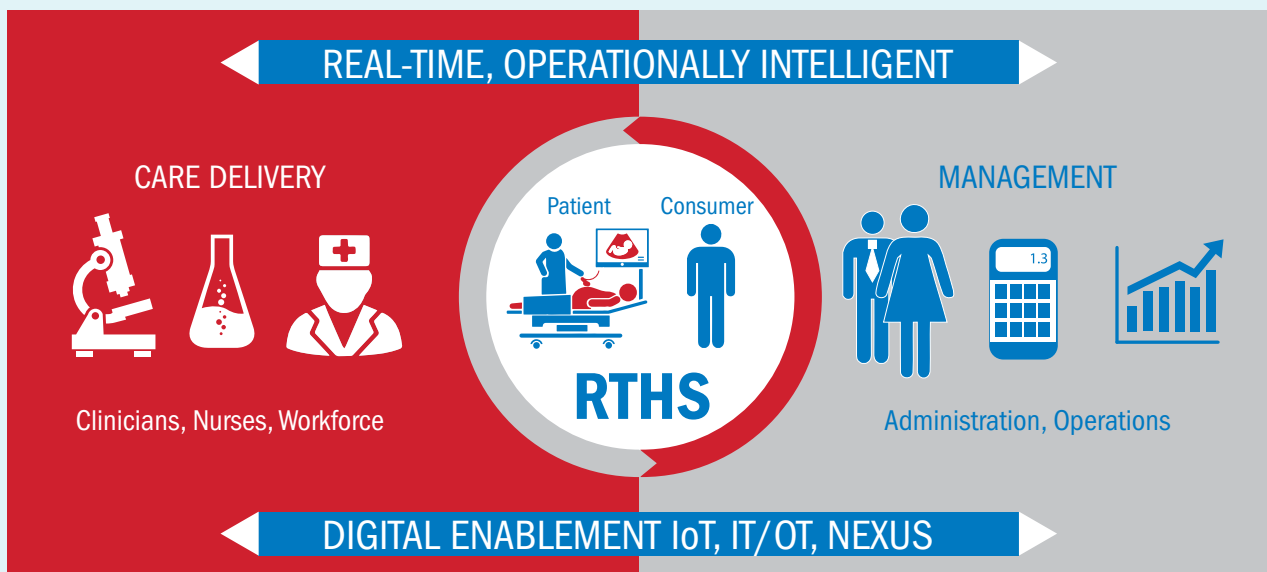 REAL-TIME, OPERATIONALLY INTELLIGENT
CARE DELIVERY
Clinicians, Nurses, Workforce
Patient
Consumer
RTHS
MANAGEMENT
1.3
Administration, Operations
DIGITAL ENABLEMENT IoT, IT/OT, NEXUS